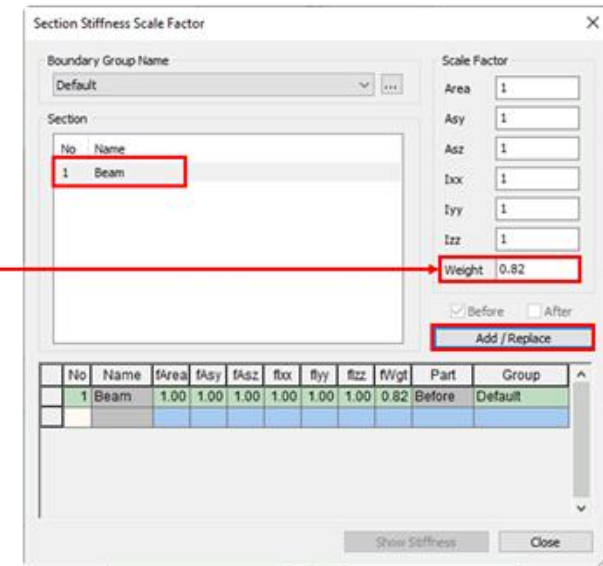 Section Stiffness Scale Factor
Boundary Group Name
Default
...
Section
No Name
1 Beam
Scale Factor
Area 1
Asy 1
Asz 1
Ixx 1
Iyy 1
Izz 1
Weight 0.82
Before After
Add / Replace
No Name fArea fAsy fAsz fIxx fIyy fIzz fWgt Part Group
1 Beam 1.00 1.00 1.00 1.00 1.00 1.00 0.82 Before Default
Show Stiffness Close